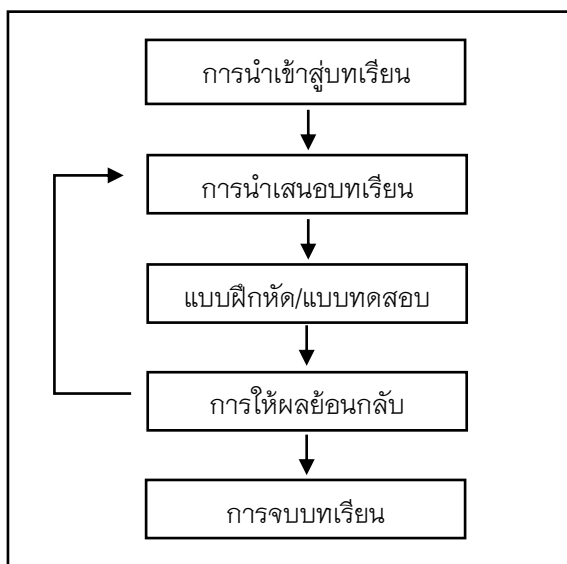 การนำเข้าสู่บทเรียน
การนำเสนอบทเรียน
แบบฝึกหัด/แบบทดสอบ
การให้ผลย้อนกลับ
การจบบทเรียน